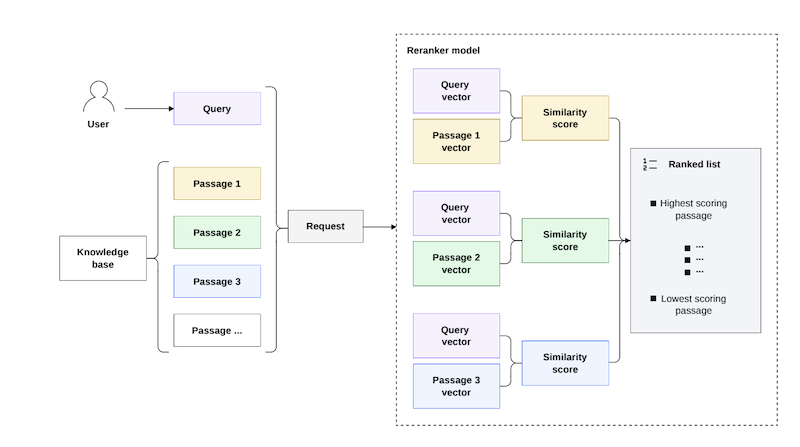 User
Query
Knowledge
base
Passage 1
Passage 2
Passage 3
Passage ...
Request
Reranker model
Query
vector
Passage 1
vector
Similarity
score
Query
vector
Passage 2
vector
Similarity
score
Query
vector
Passage 3
vector
Similarity
score
1
2
Ranked list
Highest scoring
passage
...
...
...
Lowest scoring
passage